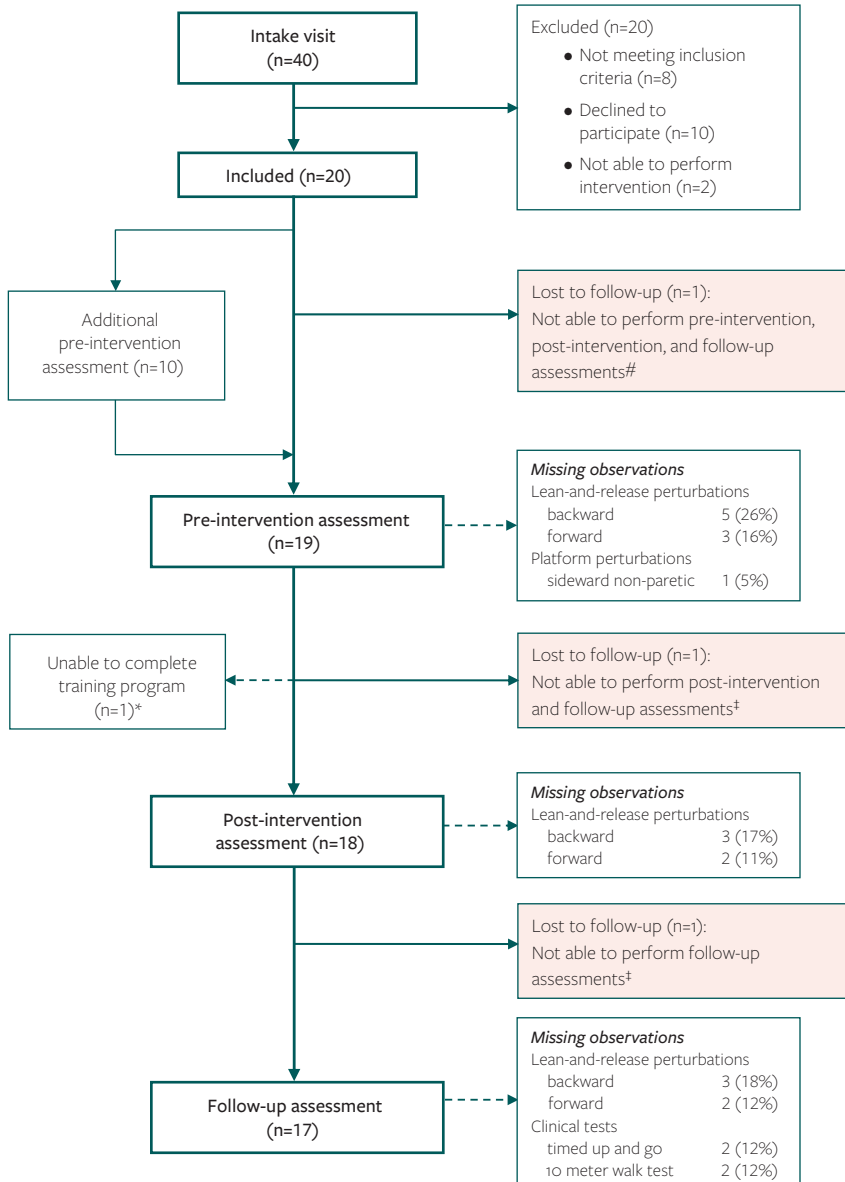 Intake visit
(n=40)
Excluded (n=20)
● Not meeting inclusion
criteria (n=8)
● Declined to
participate (n=10)
● Not able to perform
intervention (n=2)
Included (n=20)
Additional
pre-intervention
assessment (n=10)
Lost to follow-up (n=1):
Not able to perform pre-intervention,
post-intervention, and follow-up
assessments#
Pre-intervention assessment
(n=19)
Missing observations
Lean-and-release perturbations
backward 5 (26%)
forward 3 (16%)
Platform perturbations
sideward non-paretic 1 (5%)
Unable to complete
training program
(n=1)*
Lost to follow-up (n=1):
Not able to perform post-intervention
and follow-up assessments‡
Post-intervention
assessment (n=18)
Missing observations
Lean-and-release perturbations
backward 3 (17%)
forward 2 (11%)
Lost to follow-up (n=1):
Not able to perform follow-up
assessments‡
Follow-up assessment
(n=17)
Missing observations
Lean-and-release perturbations
backward 3 (18%)
forward 2 (12%)
Clinical tests
timed up and go 2 (12%)
10 meter walk test 2 (12%)